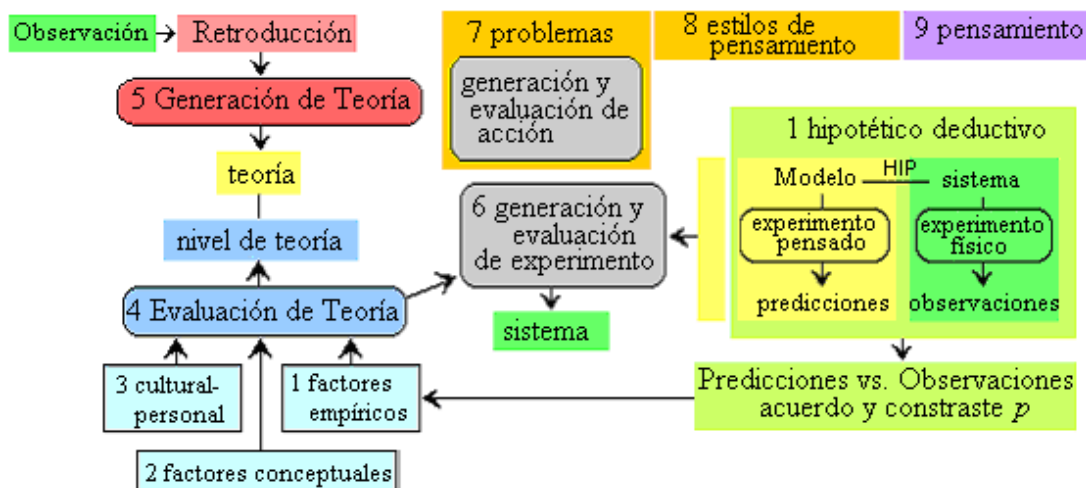 Observación
Retroducción
5 Generación de Teoría
teoría
nivel de teoría
4 Evaluación de Teoría
3 cultural-
personal
1 factores
empíricos
2 factores conceptuales
7 problemas
generación y
evaluación de
acción
6 generación y
evaluación
de experimento
sistema
8 estilos de
pensamiento
9 pensamiento
1 hipotético deductivo
Modelo HIP sistema
experimento
pensado
experimento
físico
predicciones
observaciones
Predicciones vs. Observaciones
acuerdo y constraste p